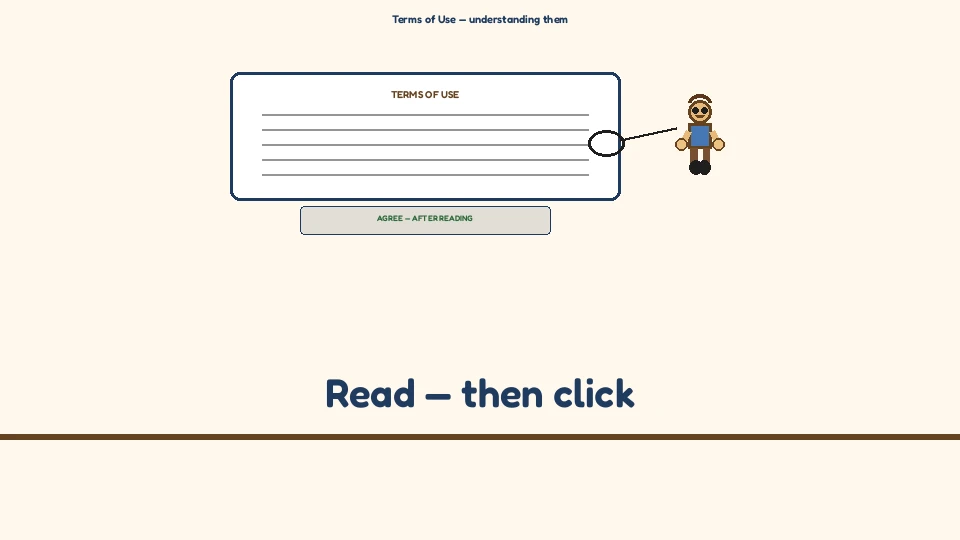 Terms of Use — understanding them
TERMS OF USE
AGREE — AFTER READING
Read — then click